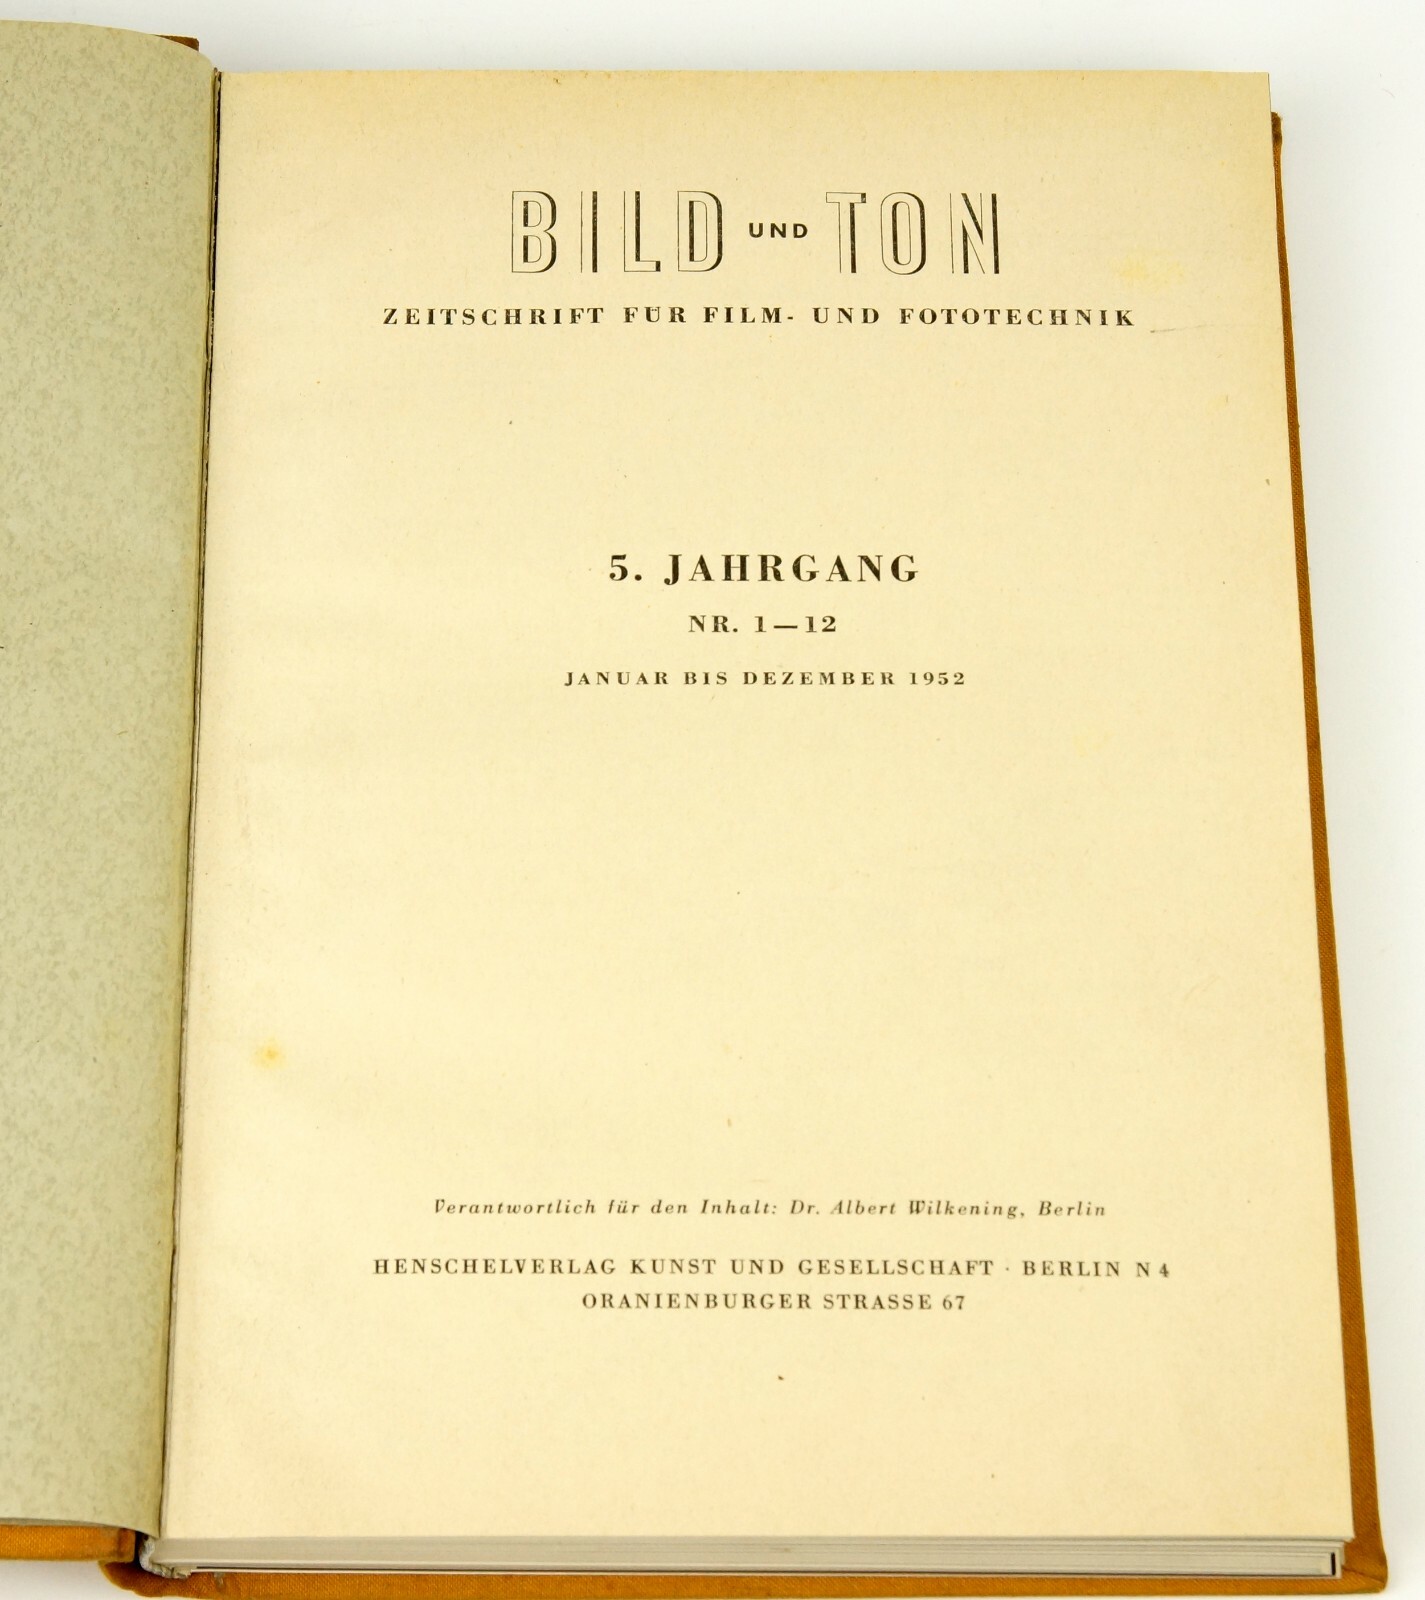 BILD UND TON
ZEITSCHRIFT FÜR FILM- UND FOTOTECHNIK
5. JAHRGANG
NR. 1—12
JANUAR BIS DEZEMBER 1952
Verantwortlich für den Inhalt: Dr. Albert Wilkening, Berlin
HENSCHELVERLAG KUNST UND GESELLSCHAFT · BERLIN N 4
ORANIENBURGER STRASSE 67